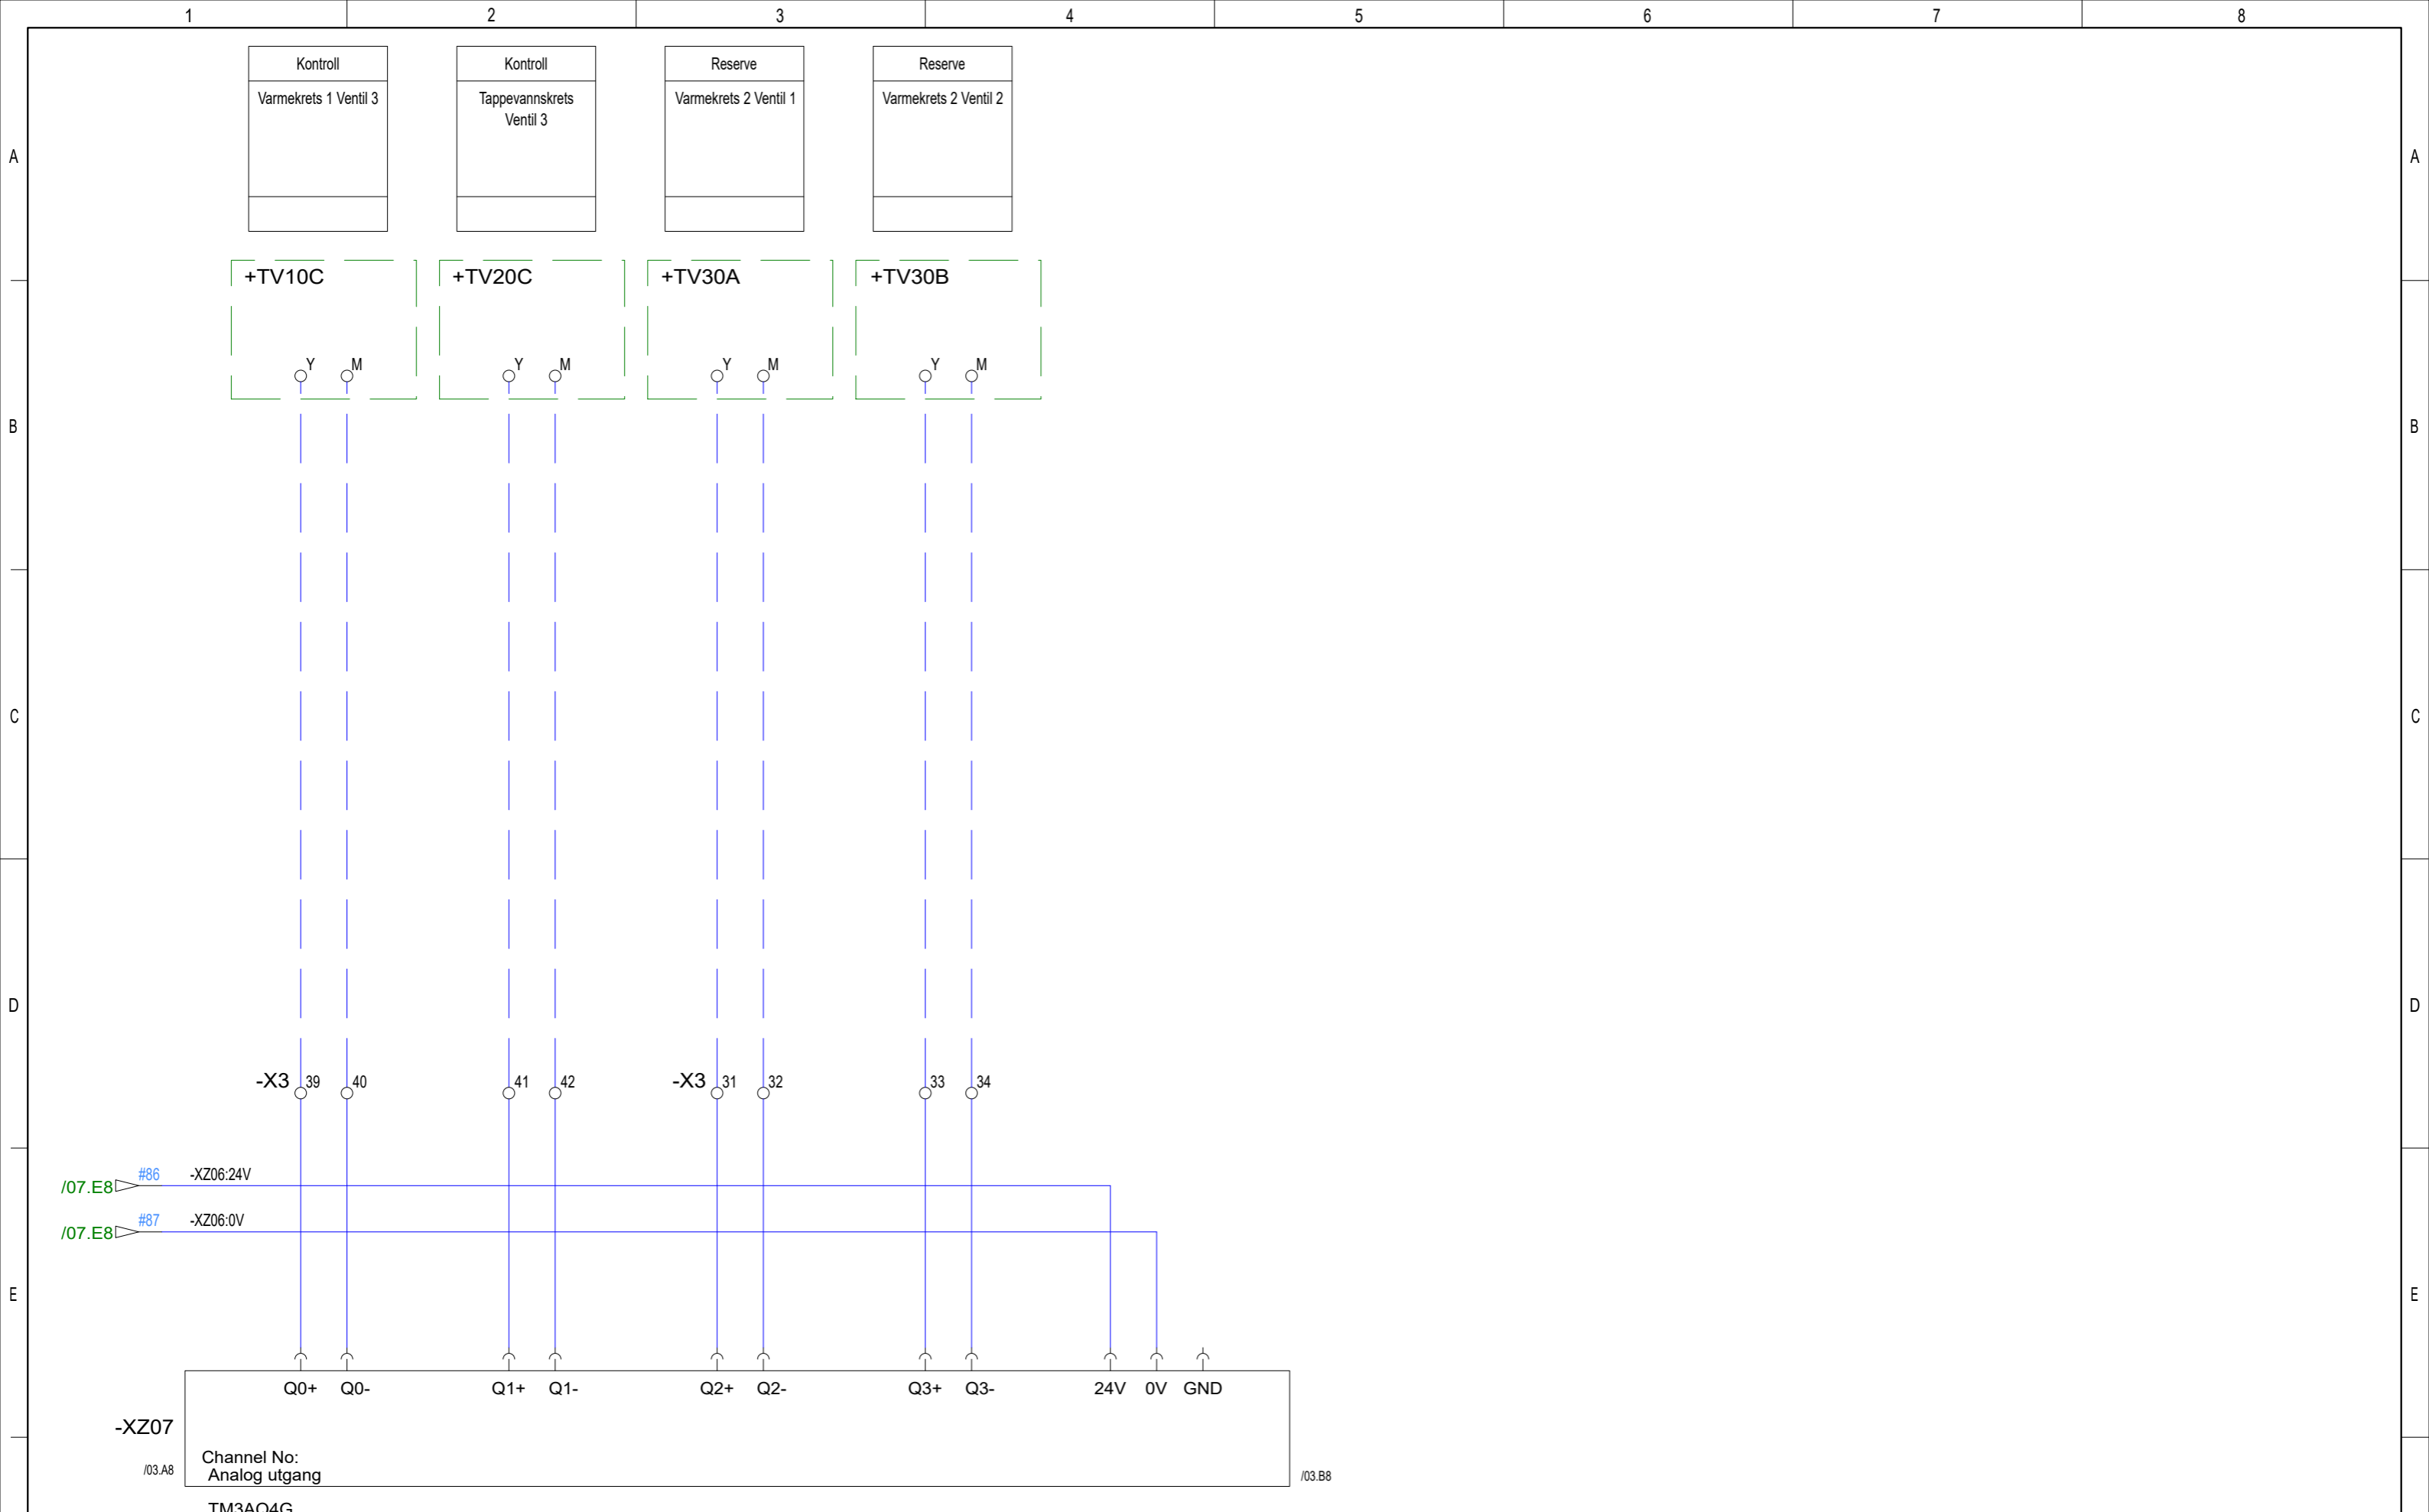 1 2 3 4 5 6 7 8
Kontroll Kontroll Reserve Reserve
Varmekrets 1 Ventil 3 Tappevannskrets Varmekrets 2 Ventil 1 Varmekrets 2 Ventil 2
Ventil 3
A A
+TV10C +TV20C +TV30A +TV30B
Y M Y M Y M Y M
B B
C C
D D
-X3 39 40 41 42 -X3 31 32 33 34
#86 -XZ06:24V
/07.E8
#87 -XZ06:0V
/07.E8
E E
Q0+ Q0- Q1+ Q1- Q2+ Q2- Q3+ Q3- 24V 0V GND
-XZ07
Channel No:
/03.A8 Analog utgang /03.B8
TM3AQ4G